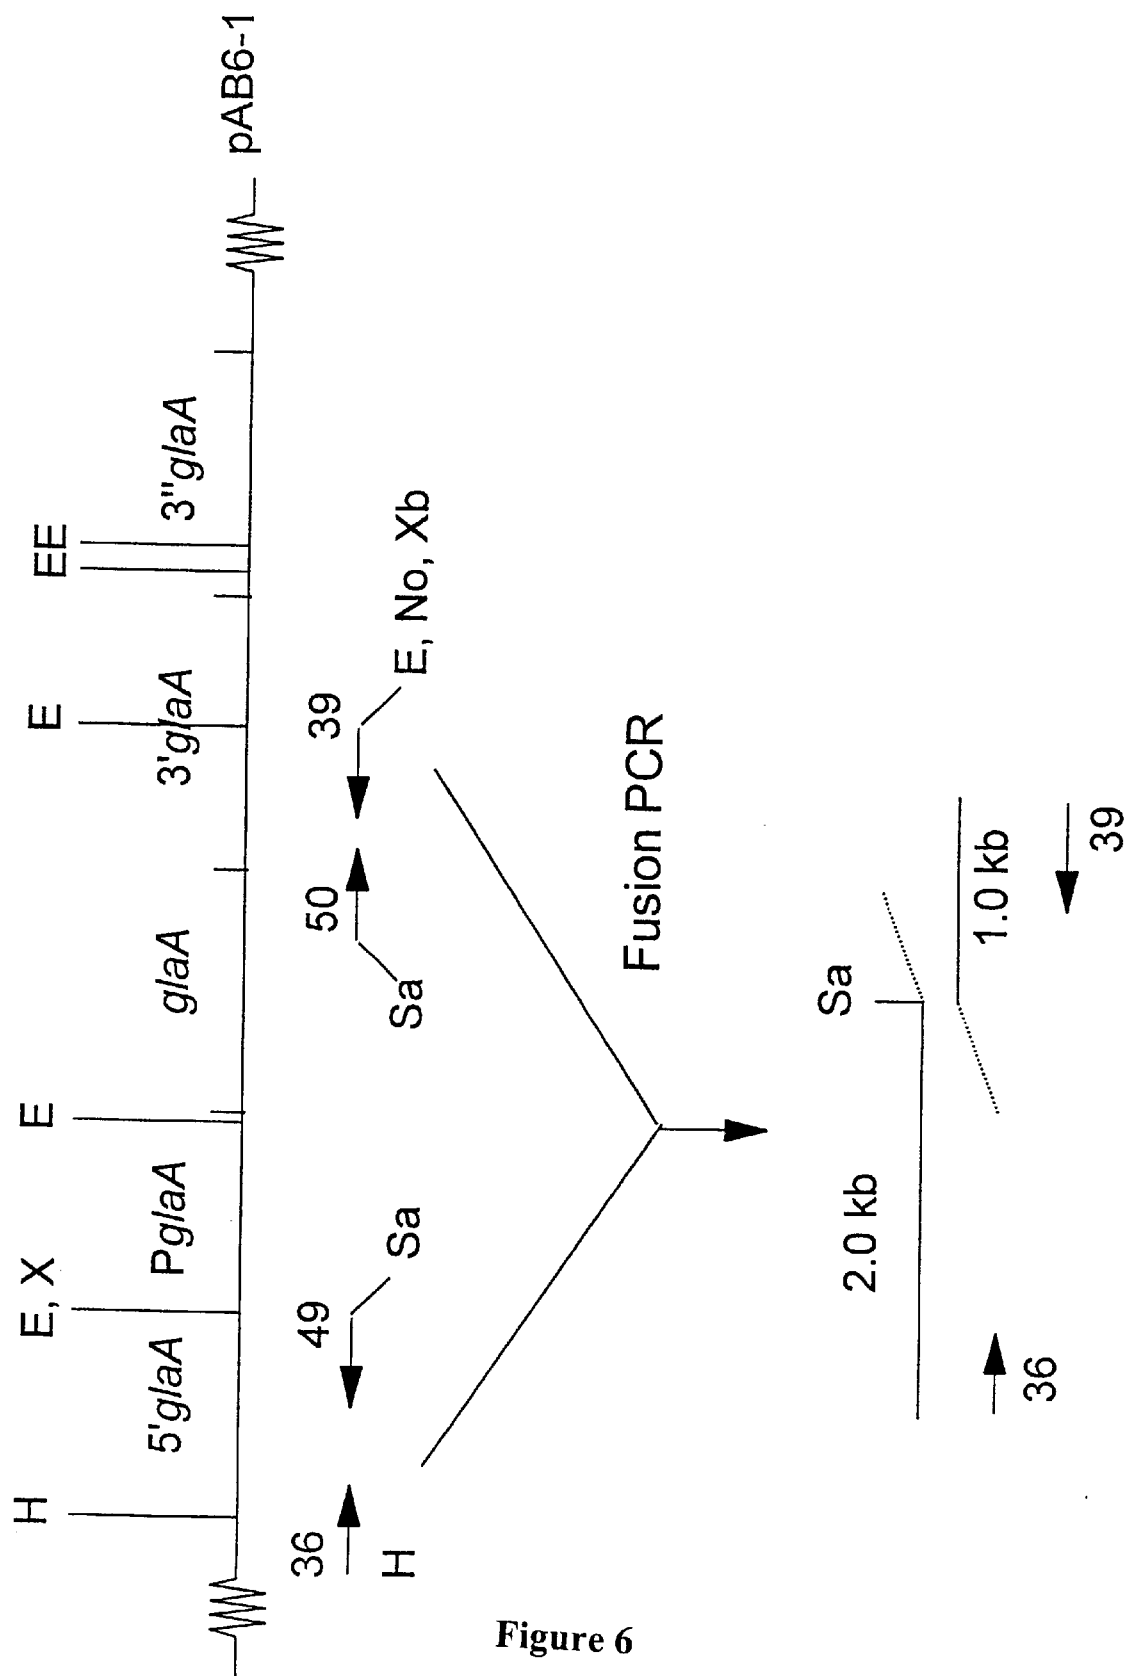 H E, X E E EE
5'glaA PglaA glaA 3'glaA 3"glaA pAB6-1
36 49 50 39
H Sa Sa E, No, Xb
Fusion PCR
Sa
2.0 kb
1.0 kb
36
39
Figure 6